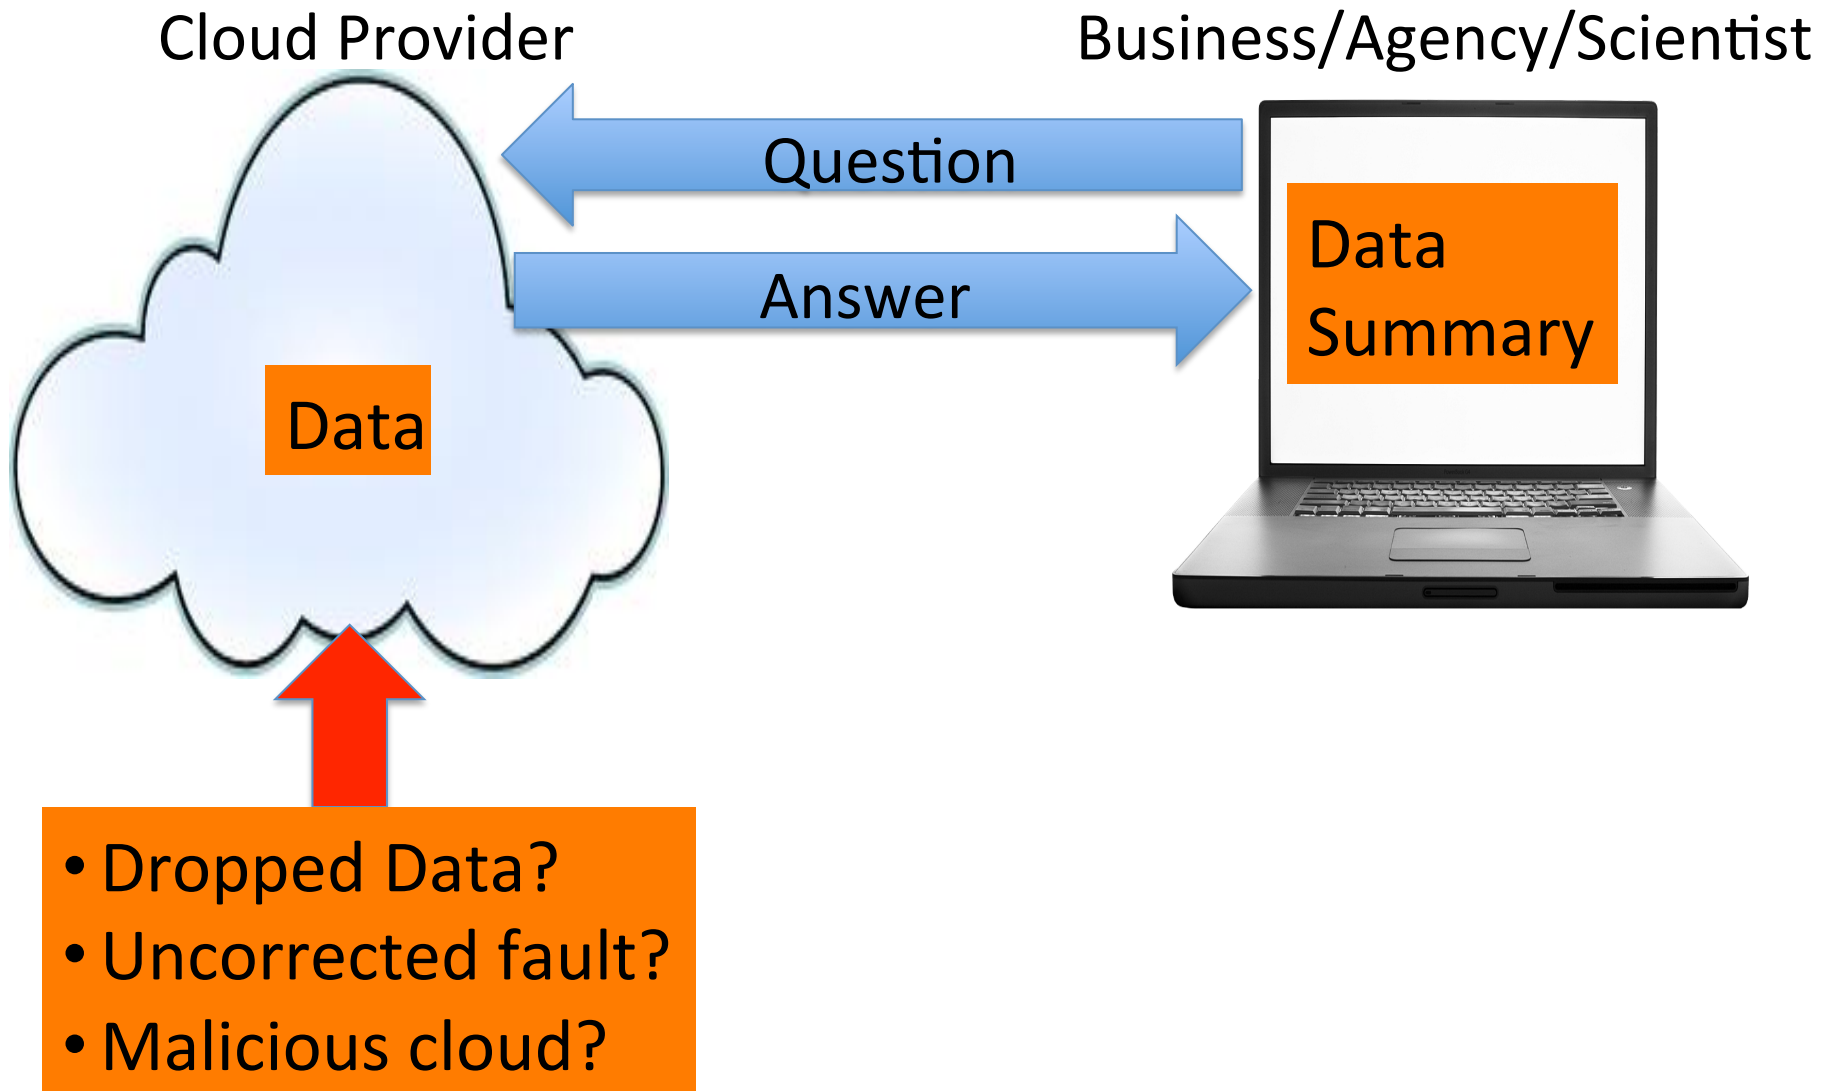 Cloud Provider
Business/Agency/Scientist
Question
Answer
Data
Summary
Data
• Dropped Data?
• Uncorrected fault?
• Malicious cloud?